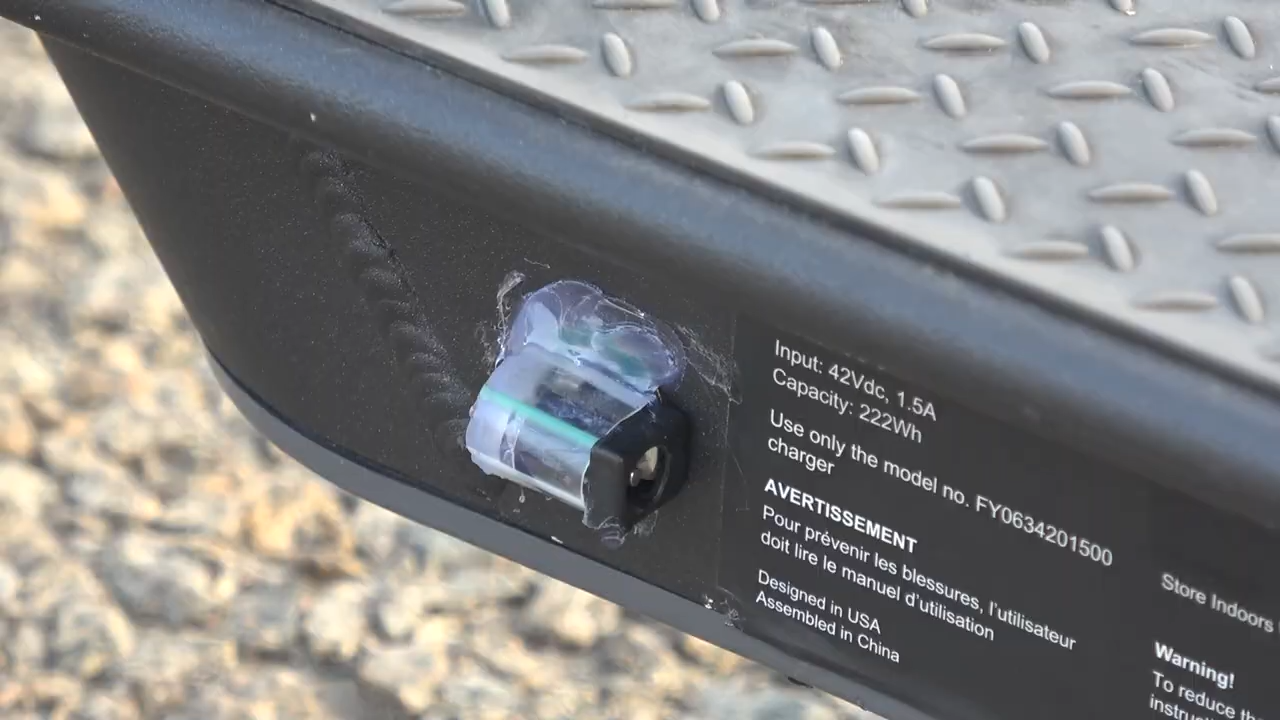 Input: 42Vdc, 1.5A
Capacity: 222Wh
Use only the model no. FY0634201500
charger
AVERTISSEMENT
Pour prévenir les blessures, l'utilisateur
doit lire le manuel d'utilisation
Designed in USA
Assembled in China
Store Indoors
Warning!
To reduce the